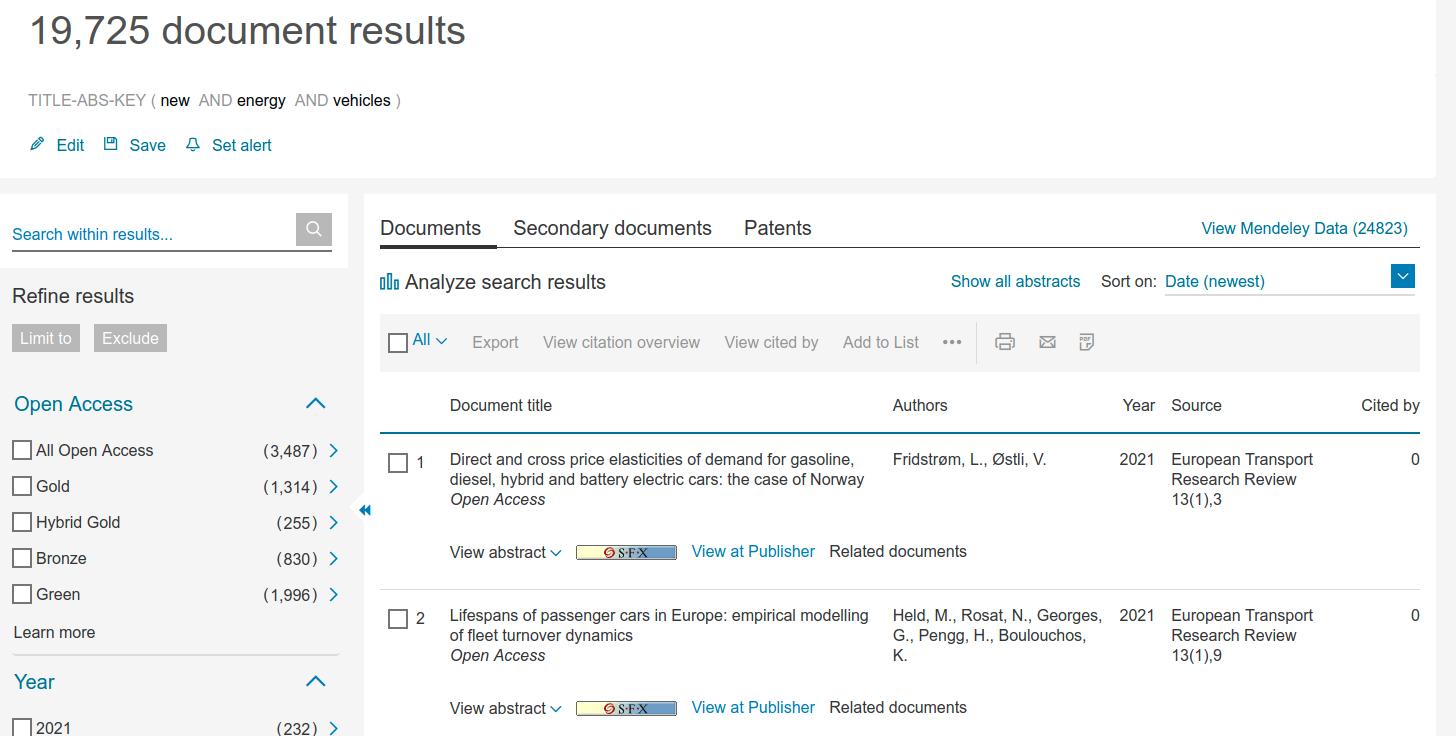 19,725 document results
TITLE-ABS-KEY ( new AND energy AND vehicles )
Edit Save Set alert
Search within results...
Refine results
Limit to Exclude
Open Access
All Open Access (3,487)
Gold (1,314)
Hybrid Gold (255)
Bronze (830)
Green (1,996)
Learn more
Year
2021 (232)
Documents Secondary documents Patents View Mendeley Data (24823)
Analyze search results Show all abstracts Sort on: Date (newest)
All Export View citation overview View cited by Add to List ••• PDF
Document title Authors Year Source Cited by
1 Direct and cross price elasticities of demand for gasoline, Fridstrøm, L., Østli, V. 2021 European Transport 0
diesel, hybrid and battery electric cars: the case of Norway Research Review
Open Access 13(1),3
View abstract S·F·X View at Publisher Related documents
2 Lifespans of passenger cars in Europe: empirical modelling Held, M., Rosat, N., Georges, 2021 European Transport 0
of fleet turnover dynamics G., Pengg, H., Boulouchos, Research Review
Open Access K. 13(1),9
View abstract S·F·X View at Publisher Related documents